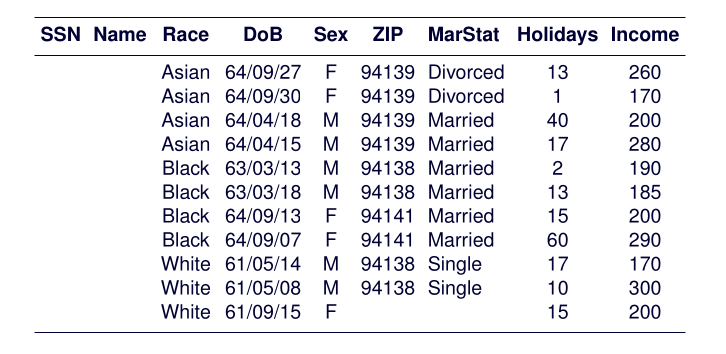 SSN Name Race DoB Sex ZIP MarStat Holidays Income
Asian 64/09/27 F 94139 Divorced 13 260
Asian 64/09/30 F 94139 Divorced 1 170
Asian 64/04/18 M 94139 Married 40 200
Asian 64/04/15 M 94139 Married 17 280
Black 63/03/13 M 94138 Married 2 190
Black 63/03/18 M 94138 Married 13 185
Black 64/09/13 F 94141 Married 15 200
Black 64/09/07 F 94141 Married 60 290
White 61/05/14 M 94138 Single 17 170
White 61/05/08 M 94138 Single 10 300
White 61/09/15 F 15 200